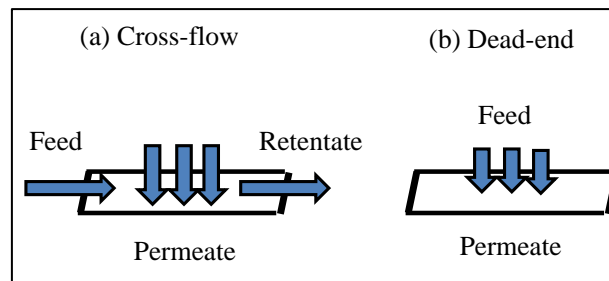 (a) Cross-flow
Feed
Retentate
Permeate
(b) Dead-end
Feed
Permeate